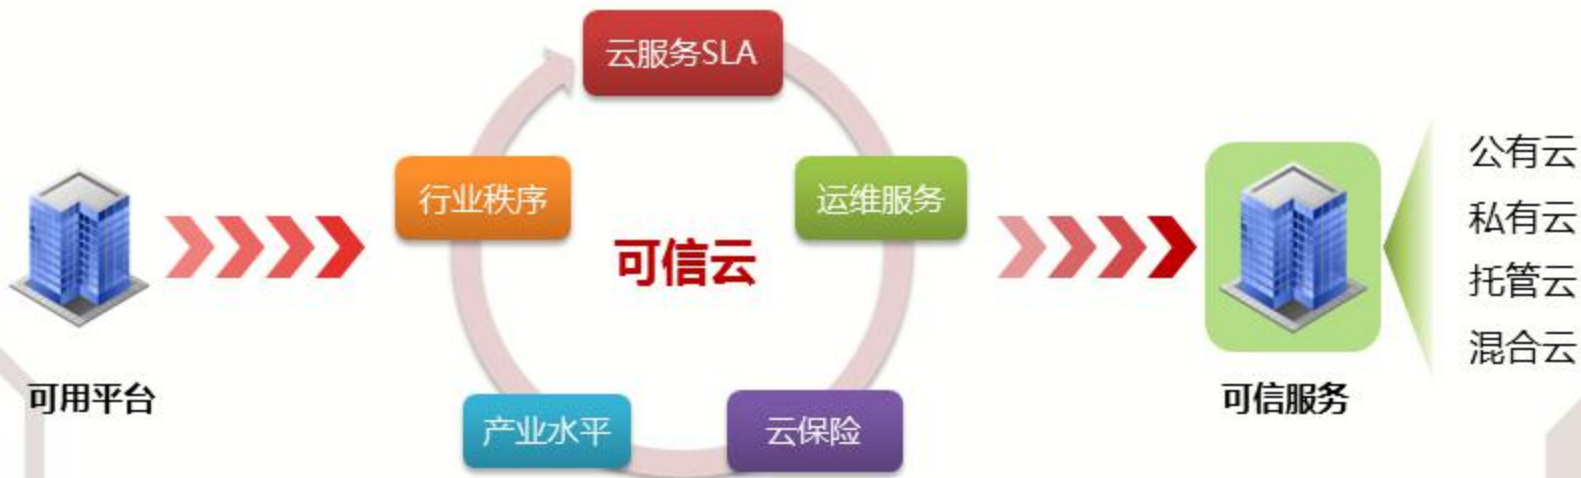 云服务SLA
行业秩序
运维服务
可信云
产业水平
云保险
可用平台
可信服务
公有云
私有云
托管云
混合云